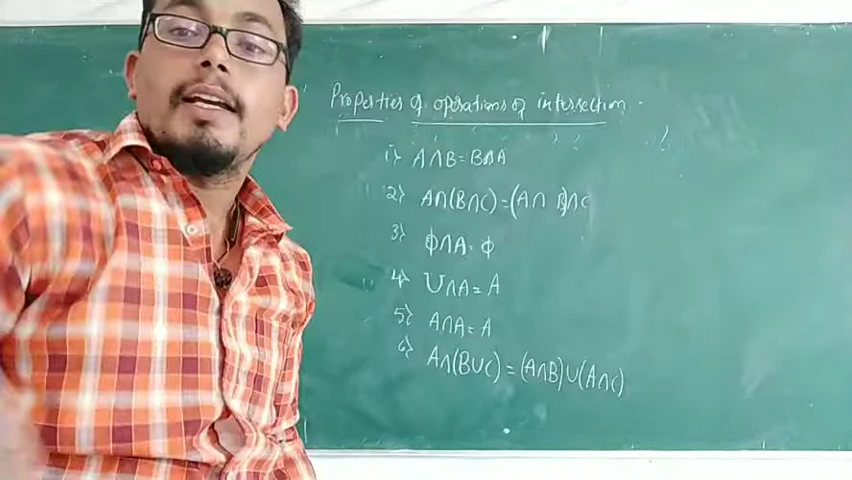 Properties of operations of intersection.
1) A∩B=B∩A
2) A∩(B∩C)=(A∩B)∩C
3) ϕ∩A=ϕ
4) U∩A=A
5) A∩A=A
6) A∩(B∪C)=(A∩B)∪(A∩C)